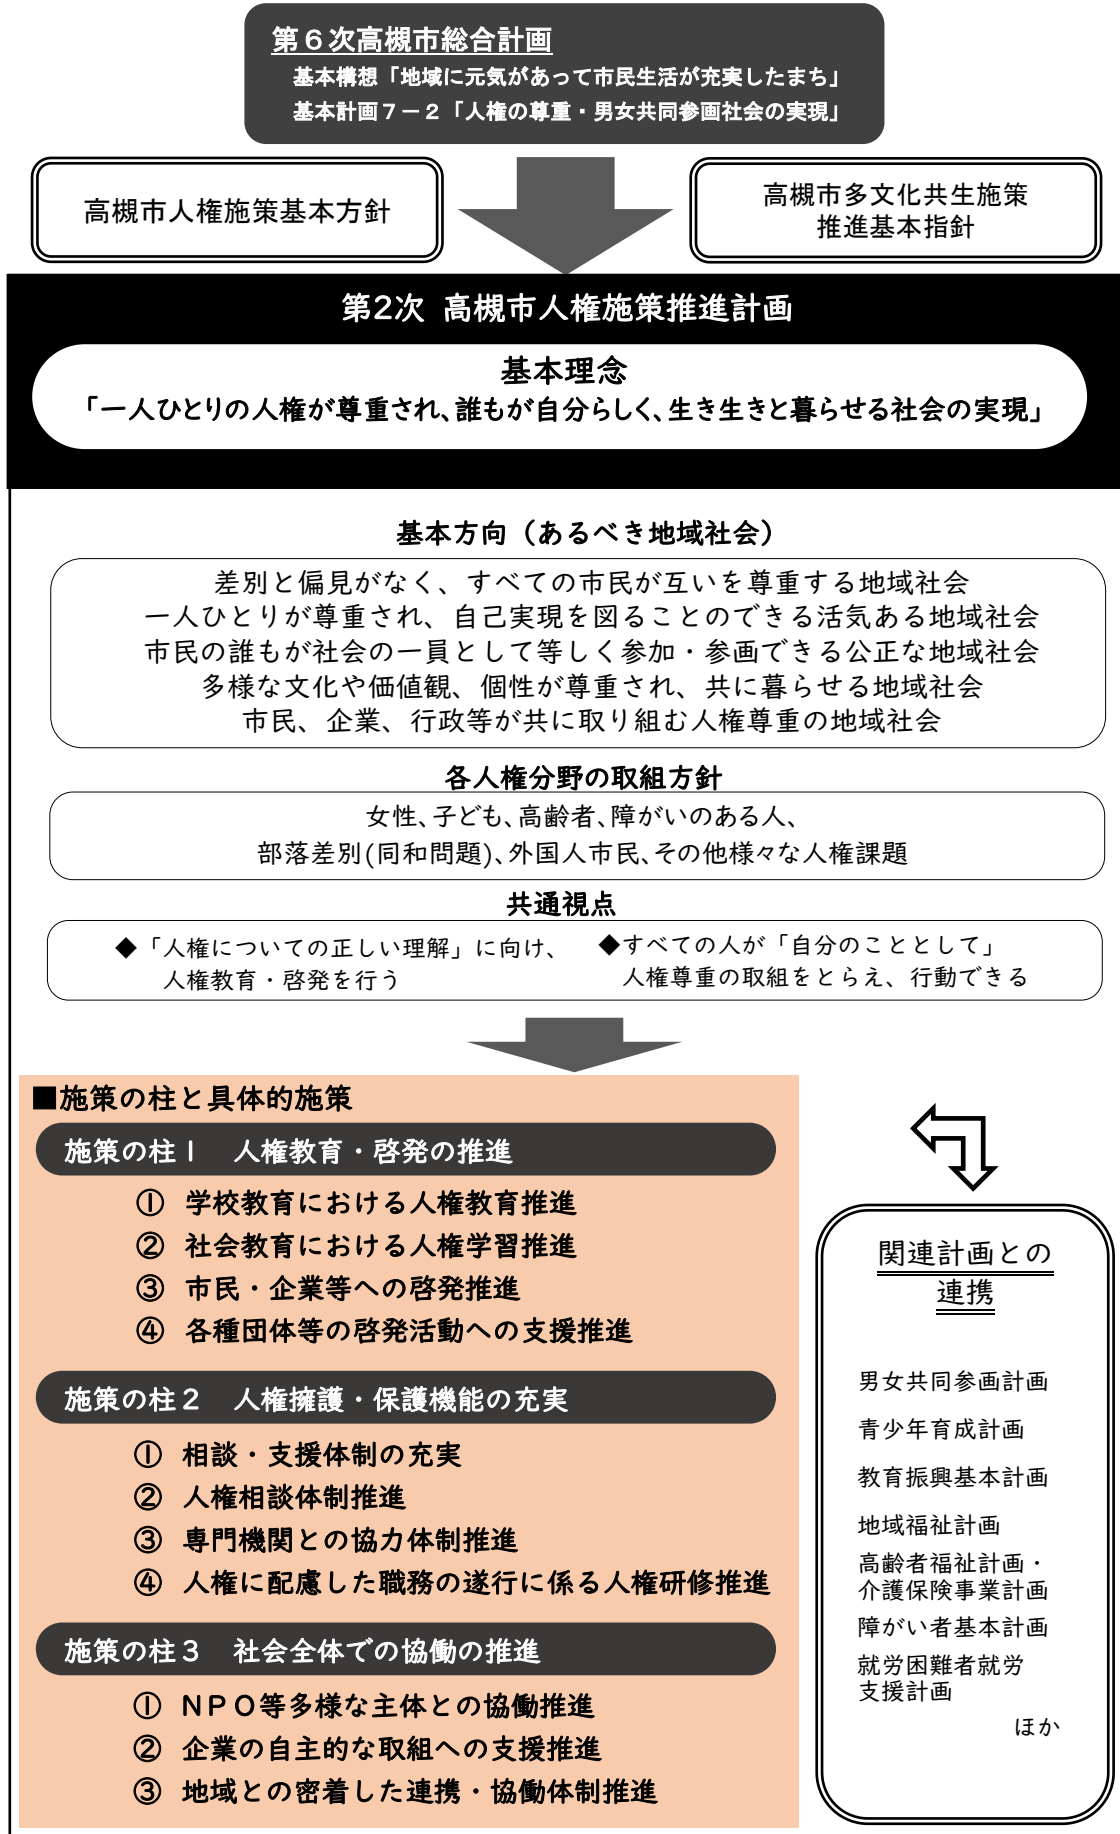 第６次高槻市総合計画
基本構想「地域に元気があって市民生活が充実したまち」
基本計画７－２「人権の尊重・男女共同参画社会の実現」
高槻市人権施策基本方針
高槻市多文化共生施策
推進基本指針
第2次 高槻市人権施策推進計画
基本理念
「一人ひとりの人権が尊重され、誰もが自分らしく、生き生きと暮らせる社会の実現」
基本方向（あるべき地域社会）
差別と偏見がなく、すべての市民が互いを尊重する地域社会
一人ひとりが尊重され、自己実現を図ることのできる活気ある地域社会
市民の誰もが社会の一員として等しく参加・参画できる公正な地域社会
多様な文化や価値観、個性が尊重され、共に暮らせる地域社会
市民、企業、行政等が共に取り組む人権尊重の地域社会
各人権分野の取組方針
女性、子ども、高齢者、障がいのある人、
部落差別(同和問題)、外国人市民、その他様々な人権課題
共通視点
◆「人権についての正しい理解」に向け、
人権教育・啓発を行う
◆すべての人が「自分のこととして」
人権尊重の取組をとらえ、行動できる
■施策の柱と具体的施策
施策の柱１　人権教育・啓発の推進
①　学校教育における人権教育推進
②　社会教育における人権学習推進
③　市民・企業等への啓発推進
④　各種団体等の啓発活動への支援推進
施策の柱２　人権擁護・保護機能の充実
①　相談・支援体制の充実
②　人権相談体制推進
③　専門機関との協力体制推進
④　人権に配慮した職務の遂行に係る人権研修推進
施策の柱３　社会全体での協働の推進
①　ＮＰＯ等多様な主体との協働推進
②　企業の自主的な取組への支援推進
③　地域との密着した連携・協働体制推進
関連計画との
連携
男女共同参画計画
青少年育成計画
教育振興基本計画
地域福祉計画
高齢者福祉計画・
介護保険事業計画
障がい者基本計画
就労困難者就労
支援計画
ほか